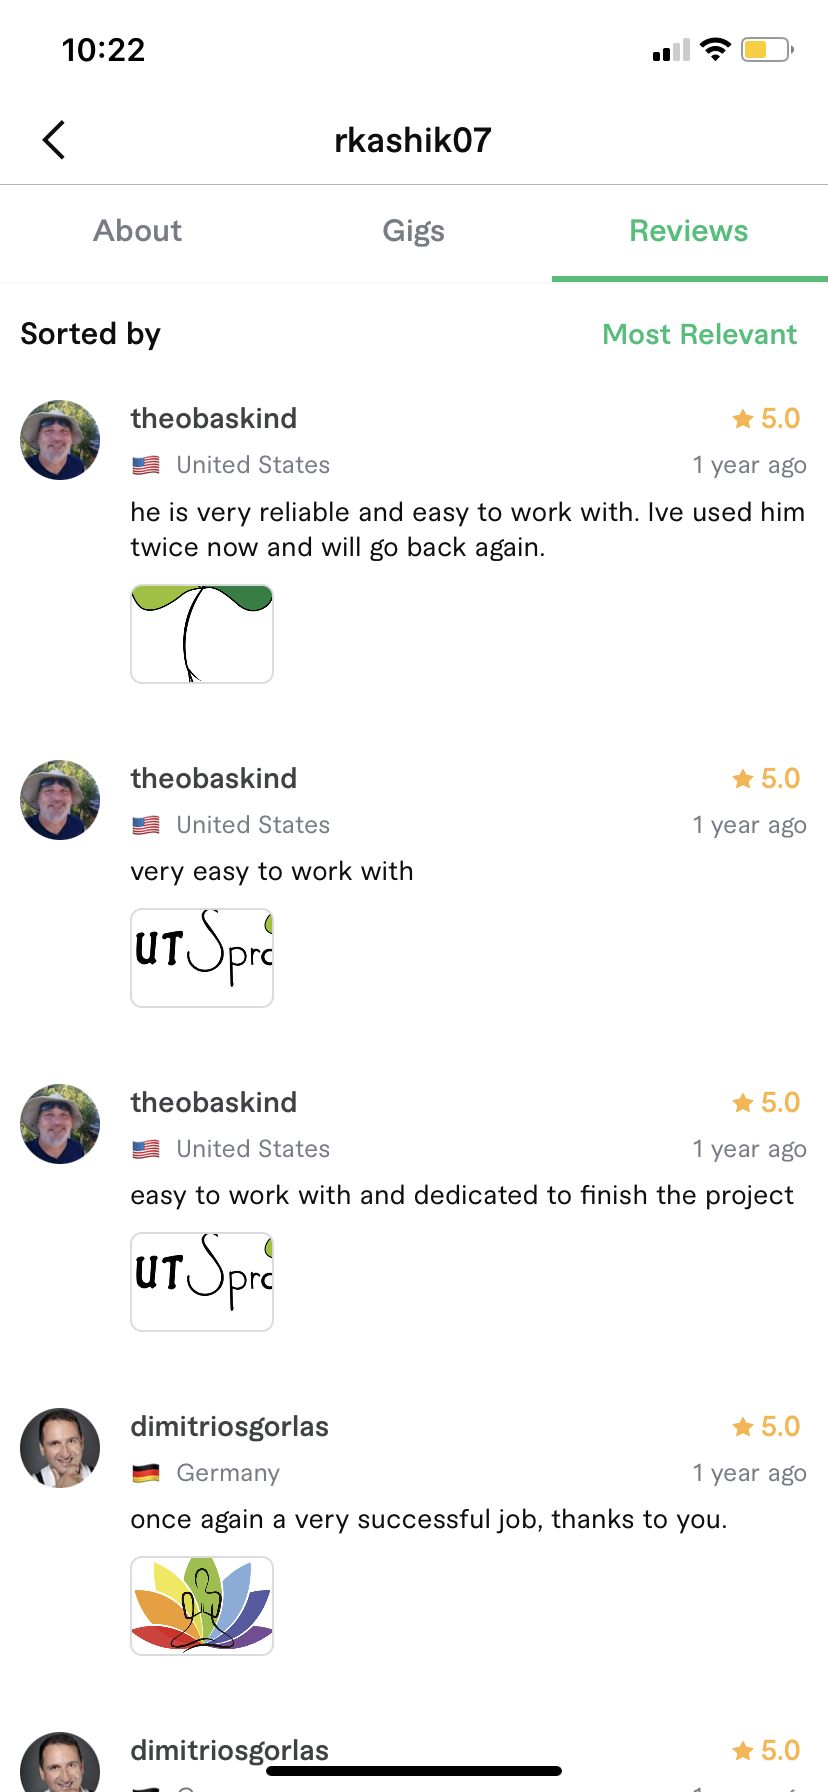 10:22
rkashik07
About
Gigs
Reviews
Sorted by
Most Relevant
theobaskind
5.0
United States
1 year ago
he is very reliable and easy to work with. Ive used him
twice now and will go back again.
theobaskind
5.0
United States
1 year ago
very easy to work with
UT Spro
theobaskind
5.0
United States
1 year ago
easy to work with and dedicated to finish the project
UT Spro
dimitriosgorlas
5.0
Germany
1 year ago
once again a very successful job, thanks to you.
dimitriosgorlas
5.0